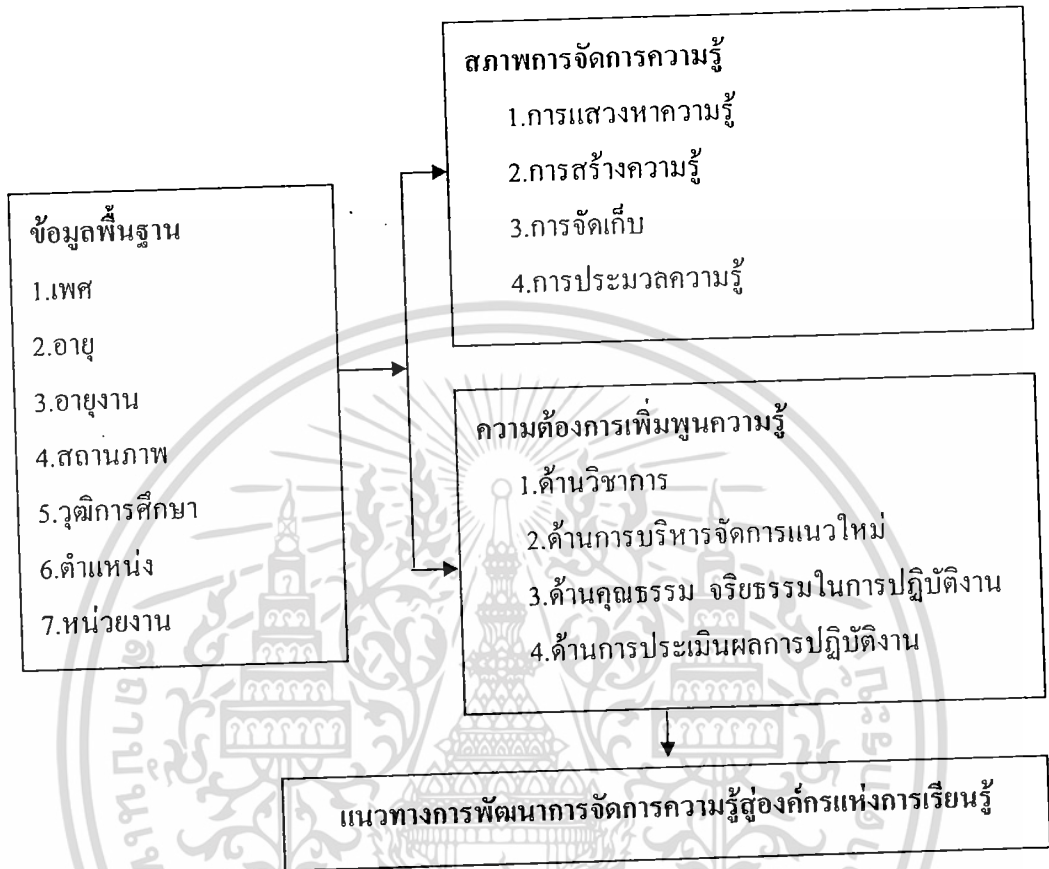 ข้อมูลพื้นฐาน
1.เพศ
2.อายุ
3.อายุงาน
4.สถานภาพ
5.วุฒิการศึกษา
6.ตำแหน่ง
7.หน่วยงาน
สภาพการจัดการความรู้
1.การแสวงหาความรู้
2.การสร้างความรู้
3.การจัดเก็บ
4.การประมวลความรู้
ความต้องการเพิ่มพูนความรู้
1.ด้านวิชาการ
2.ด้านการบริหารจัดการแนวใหม่
3.ด้านคุณธรรม จริยธรรมในการปฏิบัติงาน
4.ด้านการประเมินผลการปฏิบัติงาน
แนวทางการพัฒนาการจัดการความรู้สู่องค์กรแห่งการเรียนรู้